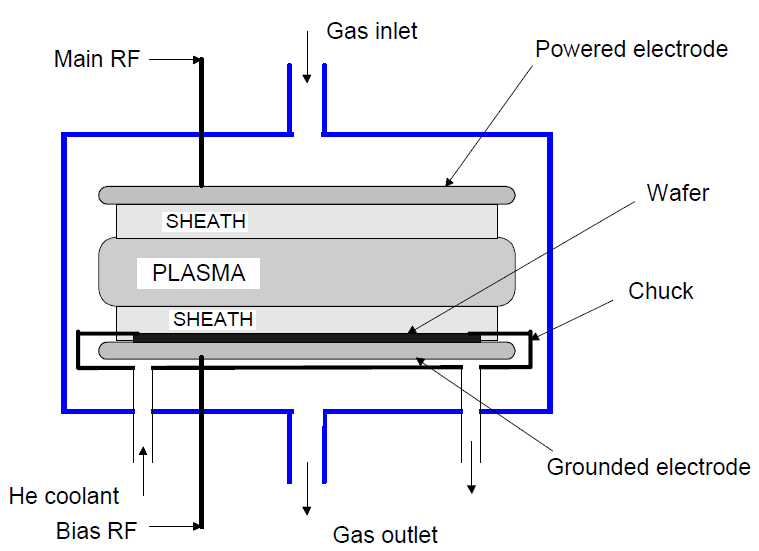 Gas inlet
Main RF
Powered electrode
Wafer
SHEATH
PLASMA
Chuck
SHEATH
Grounded electrode
He coolant
Bias RF
Gas outlet